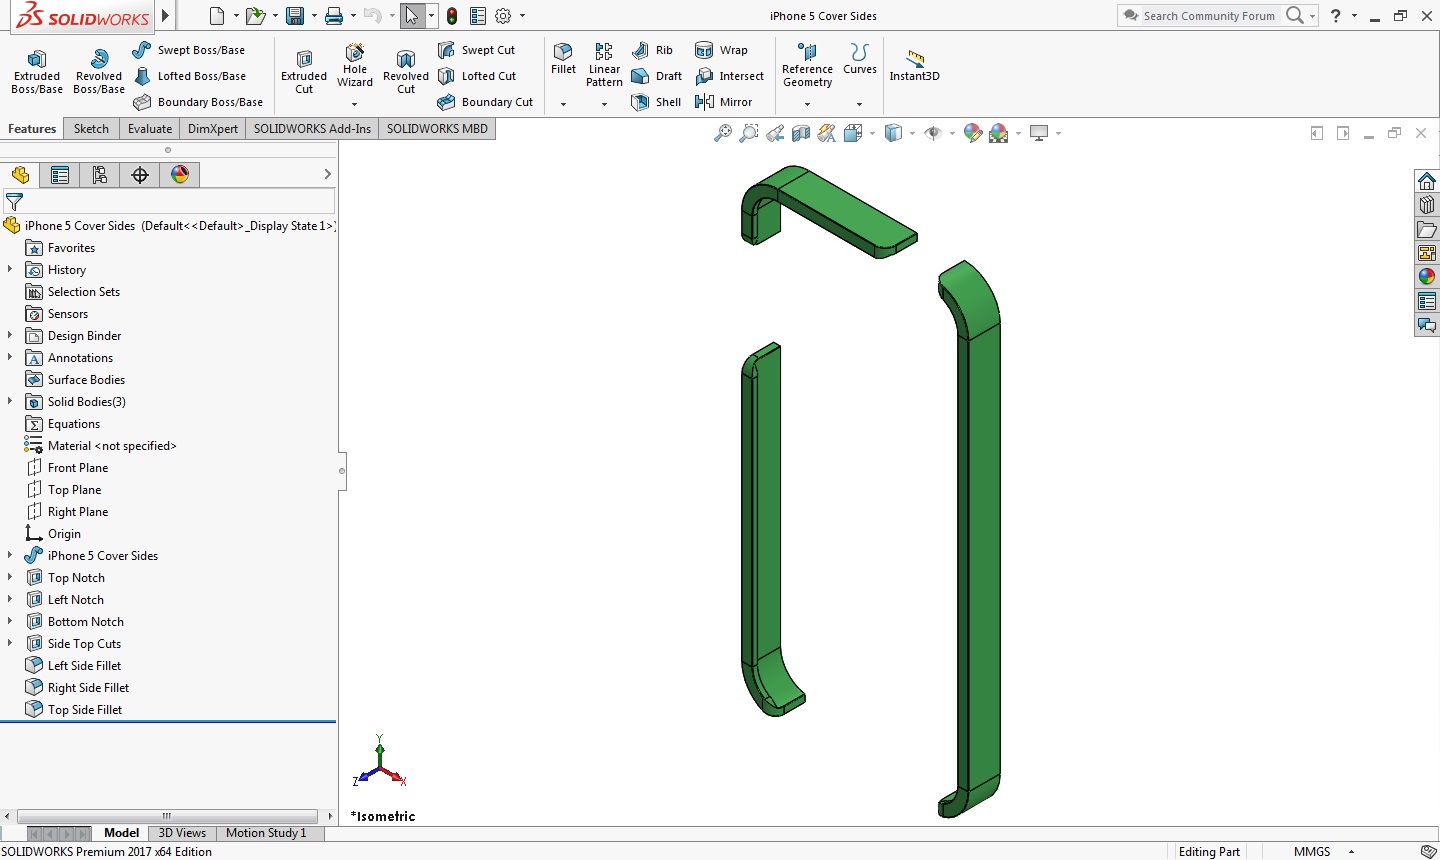 SOLIDWORKS
iPhone 5 Cover Sides
Search Community Forum
?
Extruded Boss/Base
Revolved Boss/Base
Swept Boss/Base
Lofted Boss/Base
Boundary Boss/Base
Extruded Cut
Hole Wizard
Revolved Cut
Swept Cut
Lofted Cut
Boundary Cut
Fillet
Linear Pattern
Rib
Draft
Shell
Wrap
Intersect
Mirror
Reference Geometry
Curves
Instant3D
Features
Sketch
Evaluate
DimXpert
SOLIDWORKS Add-Ins
SOLIDWORKS MBD
iPhone 5 Cover Sides (Default<<Default>_Display State 1>)
Favorites
History
Selection Sets
Sensors
Design Binder
Annotations
Surface Bodies
Solid Bodies(3)
Equations
Material <not specified>
Front Plane
Top Plane
Right Plane
Origin
iPhone 5 Cover Sides
Top Notch
Left Notch
Bottom Notch
Side Top Cuts
Left Side Fillet
Right Side Fillet
Top Side Fillet
Y
Z
X
*Isometric
Model
3D Views
Motion Study 1
SOLIDWORKS Premium 2017 x64 Edition
Editing Part
MMGS